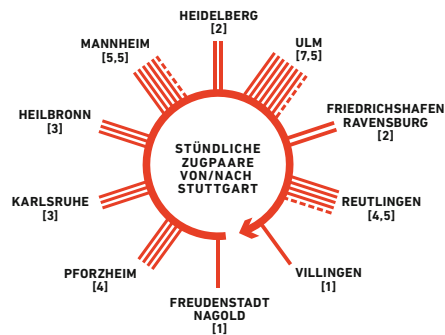 HEIDELBERG
[2]
MANNHEIM
[5,5]
ULM
[7,5]
HEILBRONN
[3]
FRIEDRICHSHAFEN
RAVENSBURG
[2]
STÜNDLICHE
ZUGPAARE
VON/NACH
STUTTGART
KARLSRUHE
[3]
REUTLINGEN
[4,5]
PFORZHEIM
[4]
VILLINGEN
[1]
FREUDENSTADT
NAGOLD
[1]